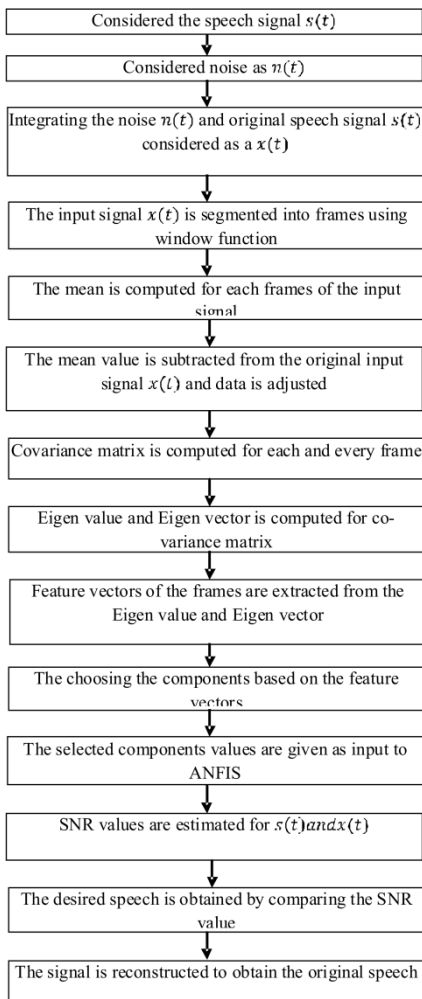 Considered the speech signal s(t)
Considered noise as n(t)
Integrating the noise n(t) and original speech signal s(t)
considered as a x(t)
The input signal x(t) is segmented into frames using
window function
The mean is computed for each frames of the input
signal
The mean value is subtracted from the original input
signal x(t) and data is adjusted
Covariance matrix is computed for each and every frame
Eigen value and Eigen vector is computed for co-
variance matrix
Feature vectors of the frames are extracted from the
Eigen value and Eigen vector
The choosing the components based on the feature
vectors
The selected components values are given as input to
ANFIS
SNR values are estimated for s(t)andx(t)
The desired speech is obtained by comparing the SNR
value
The signal is reconstructed to obtain the original speech